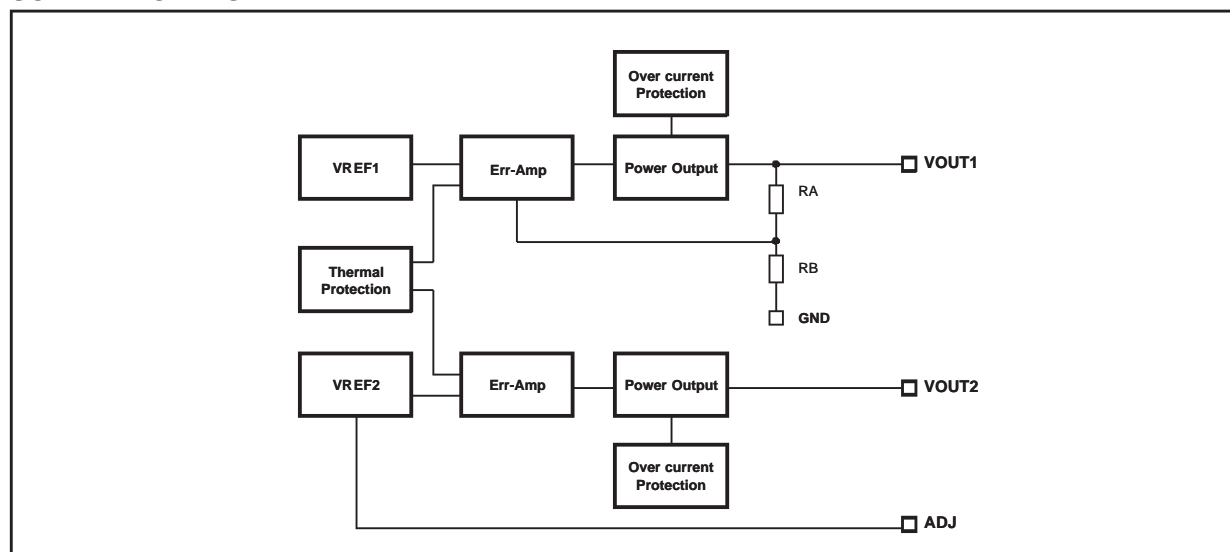 Over current
Protection
VREF1
Err-Amp
Power Output
VOUT1
RA
Thermal
Protection
RB
GND
VREF2
Err-Amp
Power Output
VOUT2
Over current
Protection
ADJ